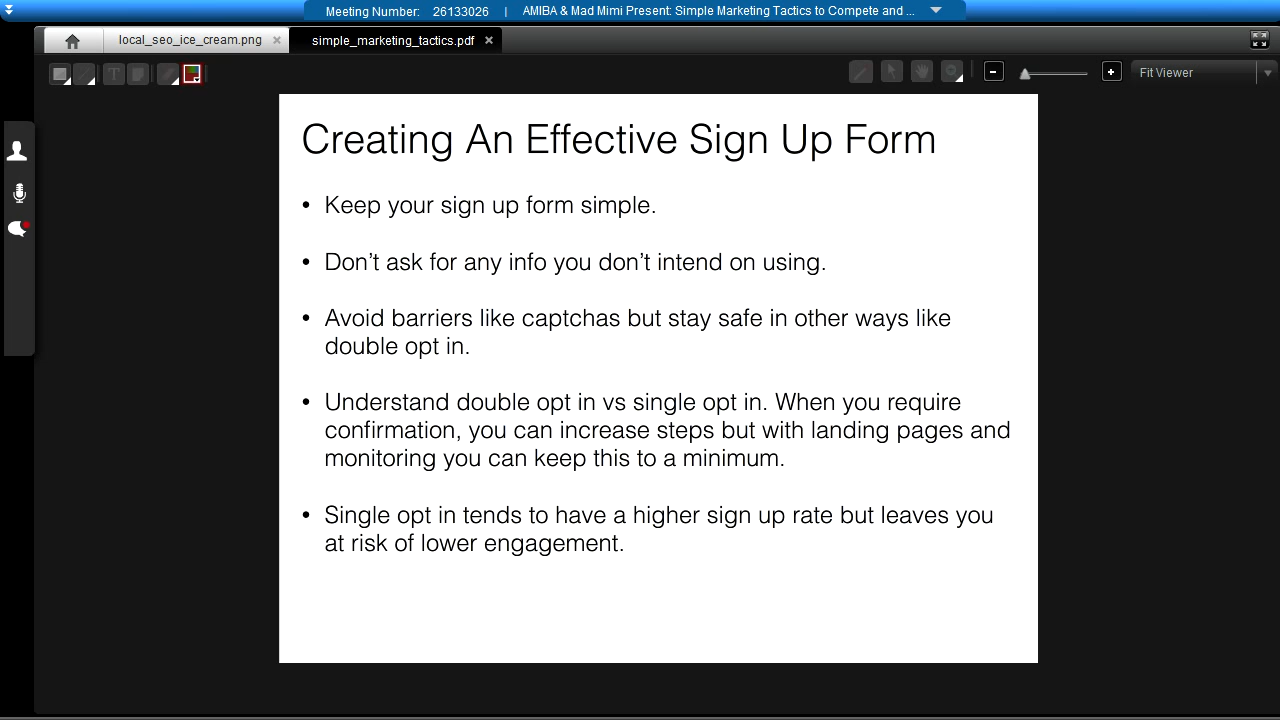 Meeting Number: 26133026 | AMIBA & Mad Mimi Present: Simple Marketing Tactics to Compete and ...
local_seo_ice_cream.png
simple_marketing_tactics.pdf
T
Fit Viewer
Creating An Effective Sign Up Form
• Keep your sign up form simple.
• Don’t ask for any info you don’t intend on using.
• Avoid barriers like captchas but stay safe in other ways like
double opt in.
• Understand double opt in vs single opt in. When you require
confirmation, you can increase steps but with landing pages and
monitoring you can keep this to a minimum.
• Single opt in tends to have a higher sign up rate but leaves you
at risk of lower engagement.